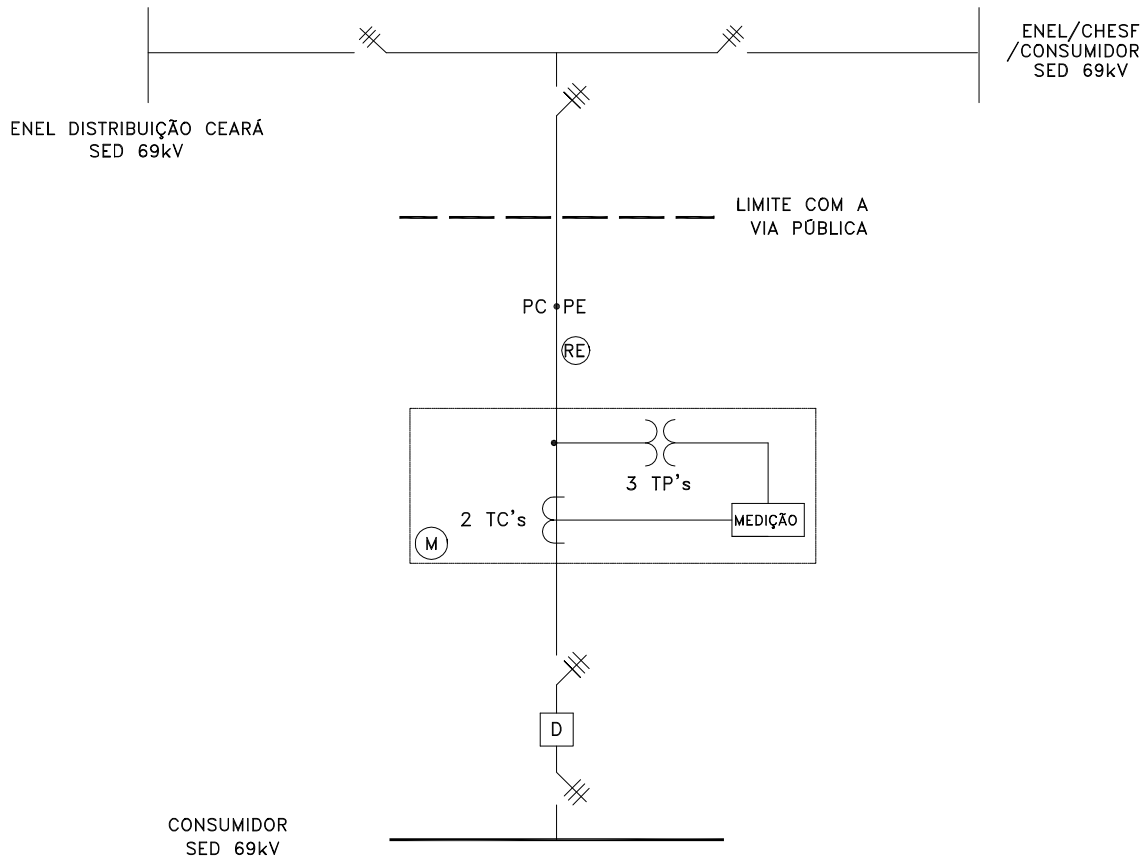 ENEL/CHESF
/CONSUMIDOR
SED 69kV
ENEL DISTRIBUIÇÃO CEARÁ
SED 69kV
LIMITE COM A
VIA PÚBLICA
PC PE
RE
3 TP's
2 TC's
MEDIÇÃO
M
D
CONSUMIDOR
SED 69kV